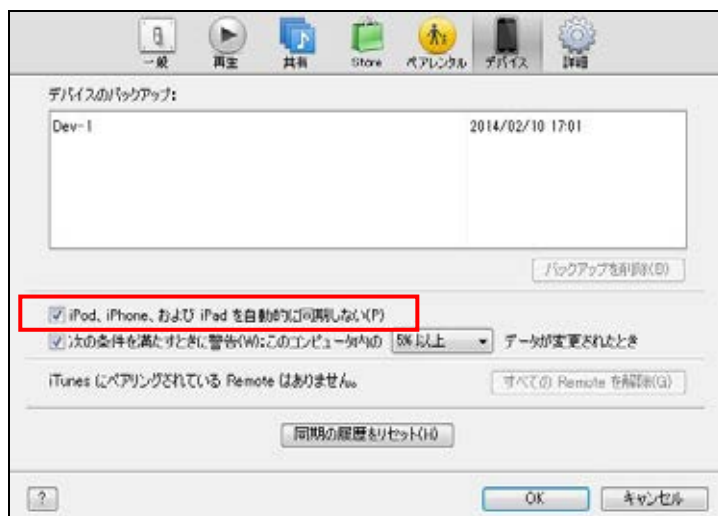 一般 再生 共有 Store ペアレンタル デバイス 詳細
デバイスのバックアップ:
Dev-1 2014/02/10 17:01
バックアップを削除(D)
iPod、iPhone、および iPad を自動的に同期しない(P)
次の条件を満たすときに警告(W):このコンピュータ内の 5%以上 データが変更されたとき
iTunes にペアリングされている Remote はありません。 すべての Remote を解除(G)
同期の履歴をリセット(H)
? OK キャンセル